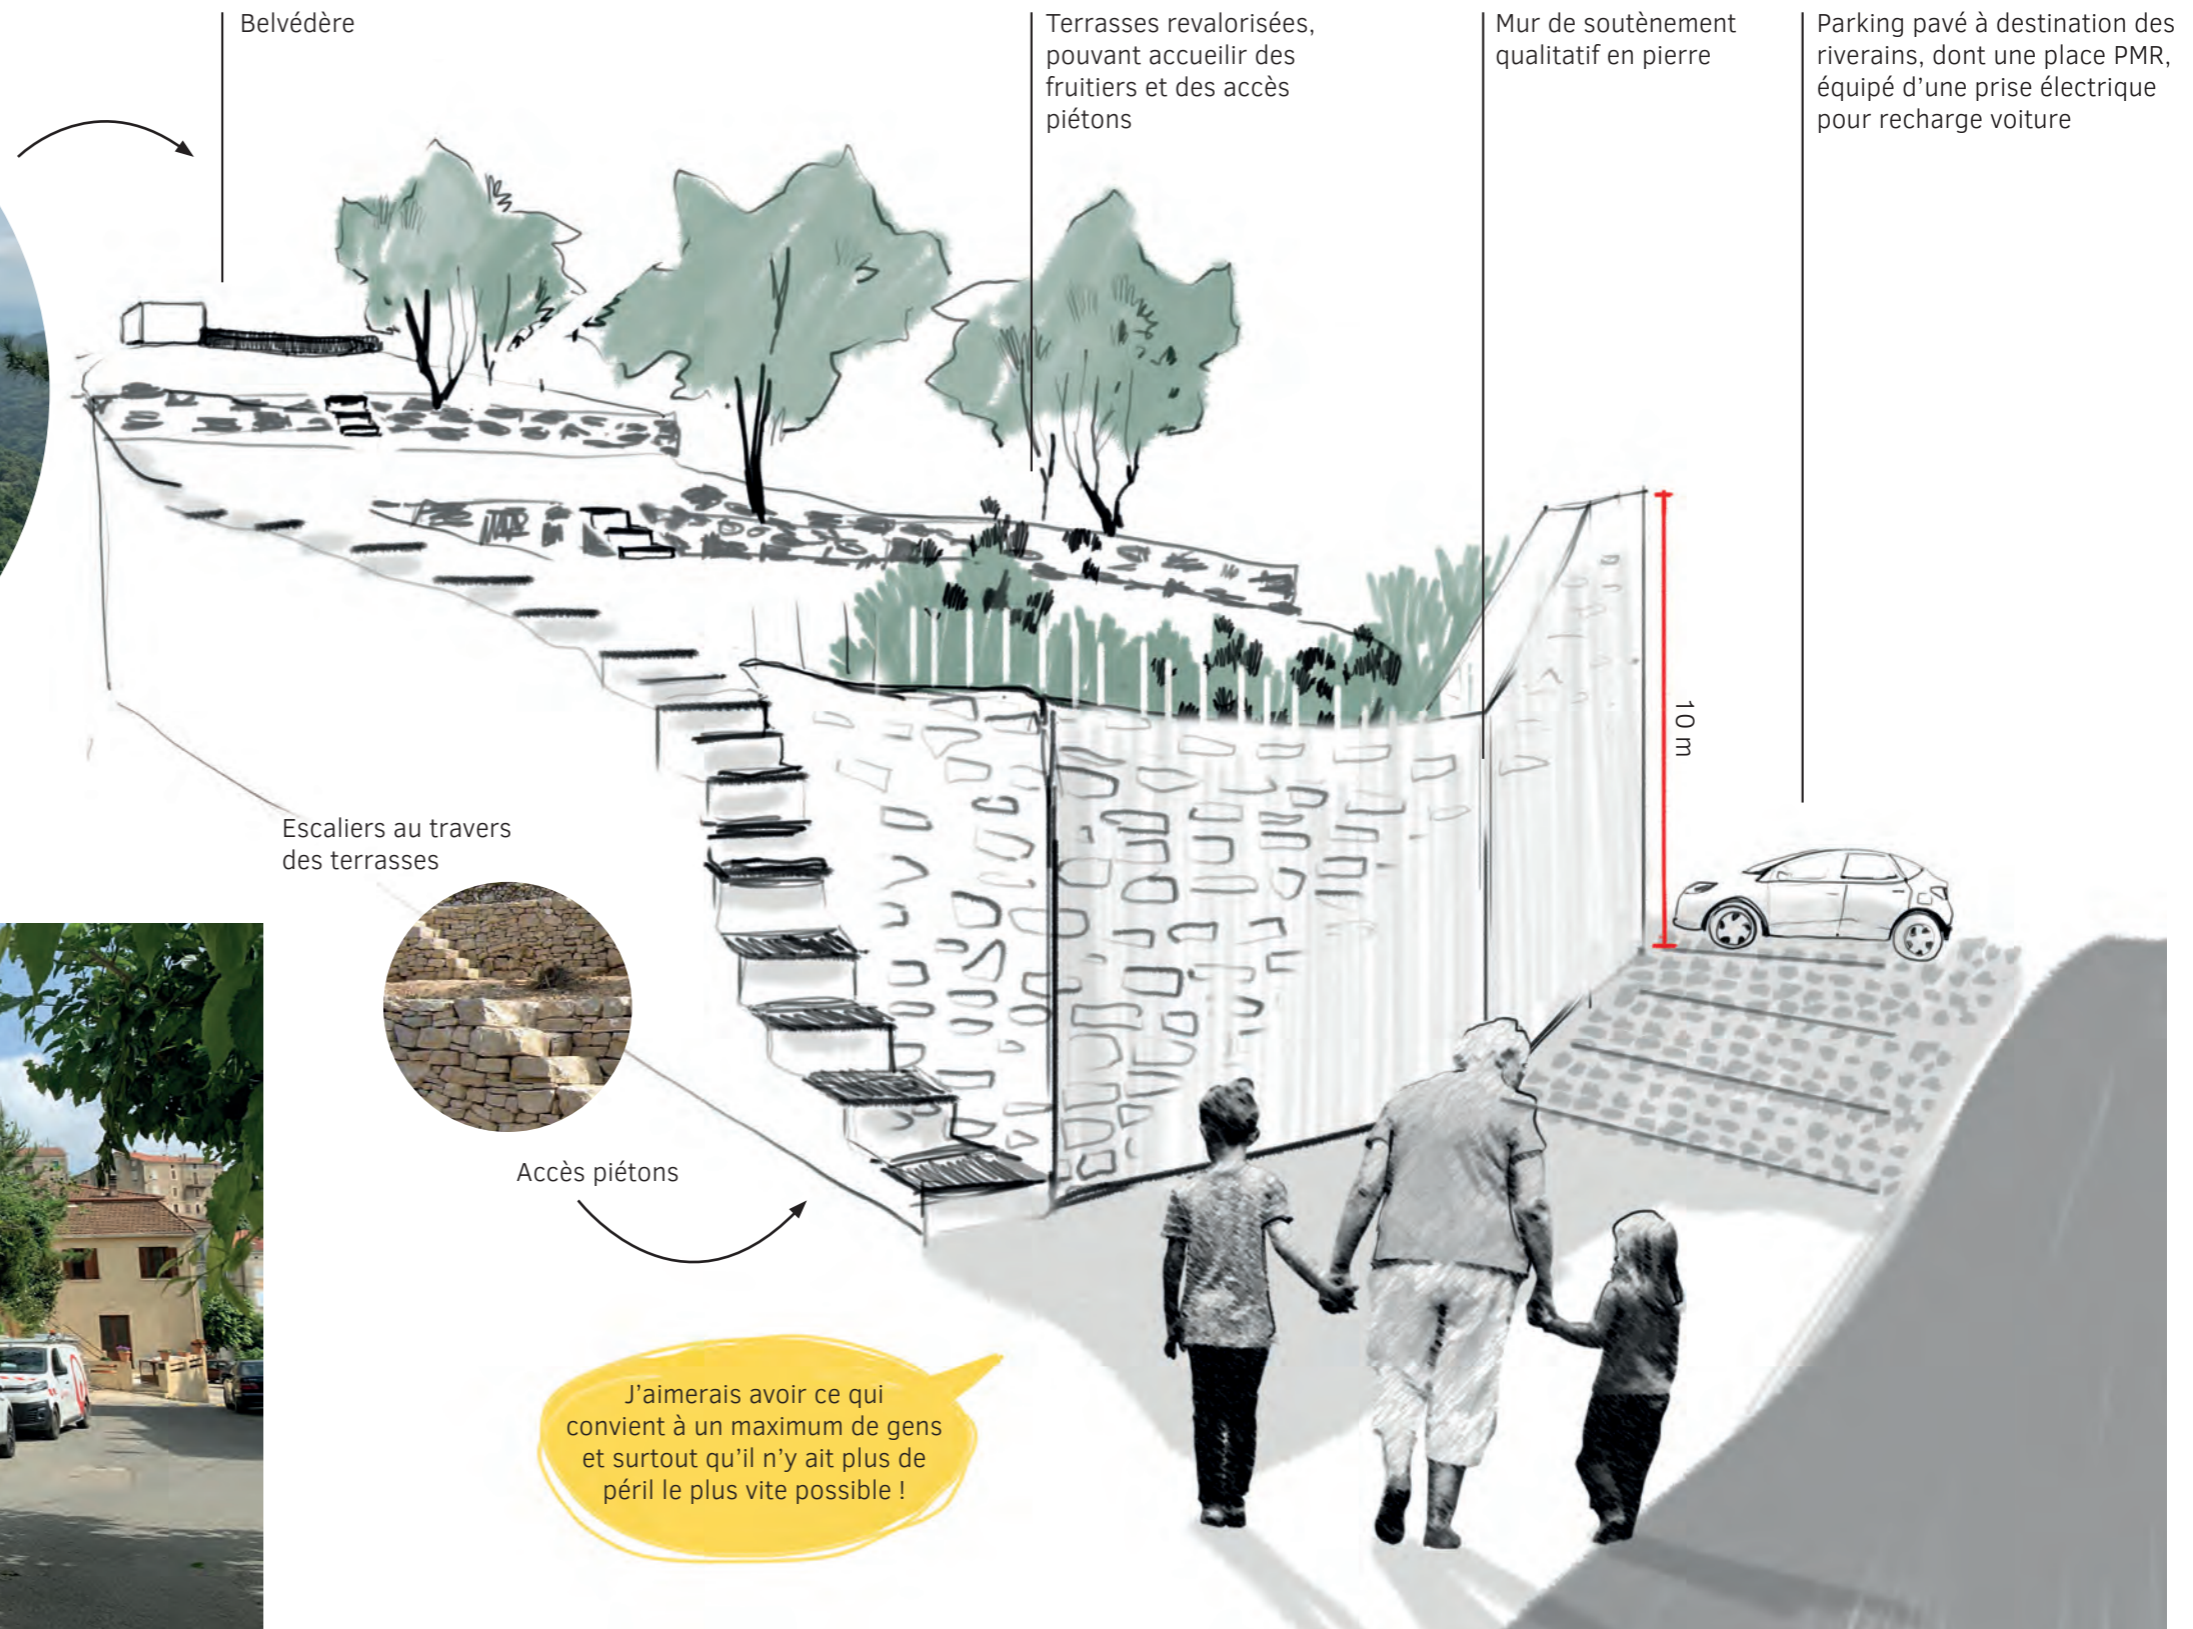 Belvédère
Terrasses revalorisées,
pouvant accueilir des
fruitiers et des accès
piétons
Mur de soutènement
qualitatif en pierre
Parking pavé à destination des
riverains, dont une place PMR,
équipé d'une prise électrique
pour recharge voiture
10 m
Escaliers au travers
des terrasses
Accès piétons
J'aimerais avoir ce qui
convient à un maximum de gens
et surtout qu'il n'y ait plus de
péril le plus vite possible !